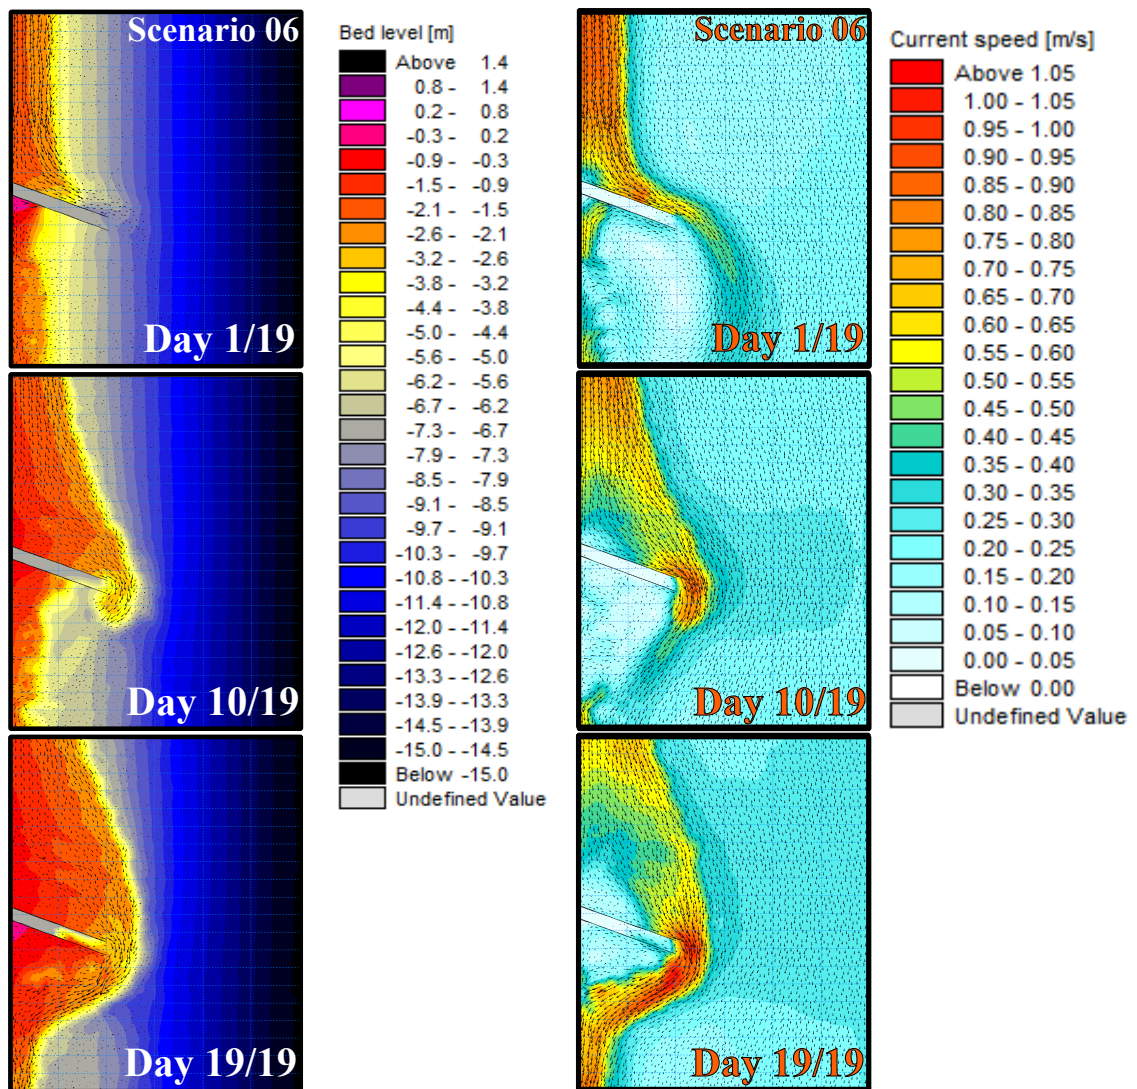 Scenario 06
Day 1/19
Day 10/19
Day 19/19
Bed level [m]
Above 1.4
0.8 - 1.4
0.2 - 0.8
-0.3 - 0.2
-0.9 - -0.3
-1.5 - -0.9
-2.1 - -1.5
-2.6 - -2.1
-3.2 - -2.6
-3.8 - -3.2
-4.4 - -3.8
-5.0 - -4.4
-5.6 - -5.0
-6.2 - -5.6
-6.7 - -6.2
-7.3 - -6.7
-7.9 - -7.3
-8.5 - -7.9
-9.1 - -8.5
-9.7 - -9.1
-10.3 - -9.7
-10.8 - -10.3
-11.4 - -10.8
-12.0 - -11.4
-12.6 - -12.0
-13.3 - -12.6
-13.9 - -13.3
-14.5 - -13.9
-15.0 - -14.5
Below -15.0
Undefined Value
Scenario 06
Day 1/19
Day 10/19
Day 19/19
Current speed [m/s]
Above 1.05
1.00 - 1.05
0.95 - 1.00
0.90 - 0.95
0.85 - 0.90
0.80 - 0.85
0.75 - 0.80
0.70 - 0.75
0.65 - 0.70
0.60 - 0.65
0.55 - 0.60
0.50 - 0.55
0.45 - 0.50
0.40 - 0.45
0.35 - 0.40
0.30 - 0.35
0.25 - 0.30
0.20 - 0.25
0.15 - 0.20
0.10 - 0.15
0.05 - 0.10
0.00 - 0.05
Below 0.00
Undefined Value